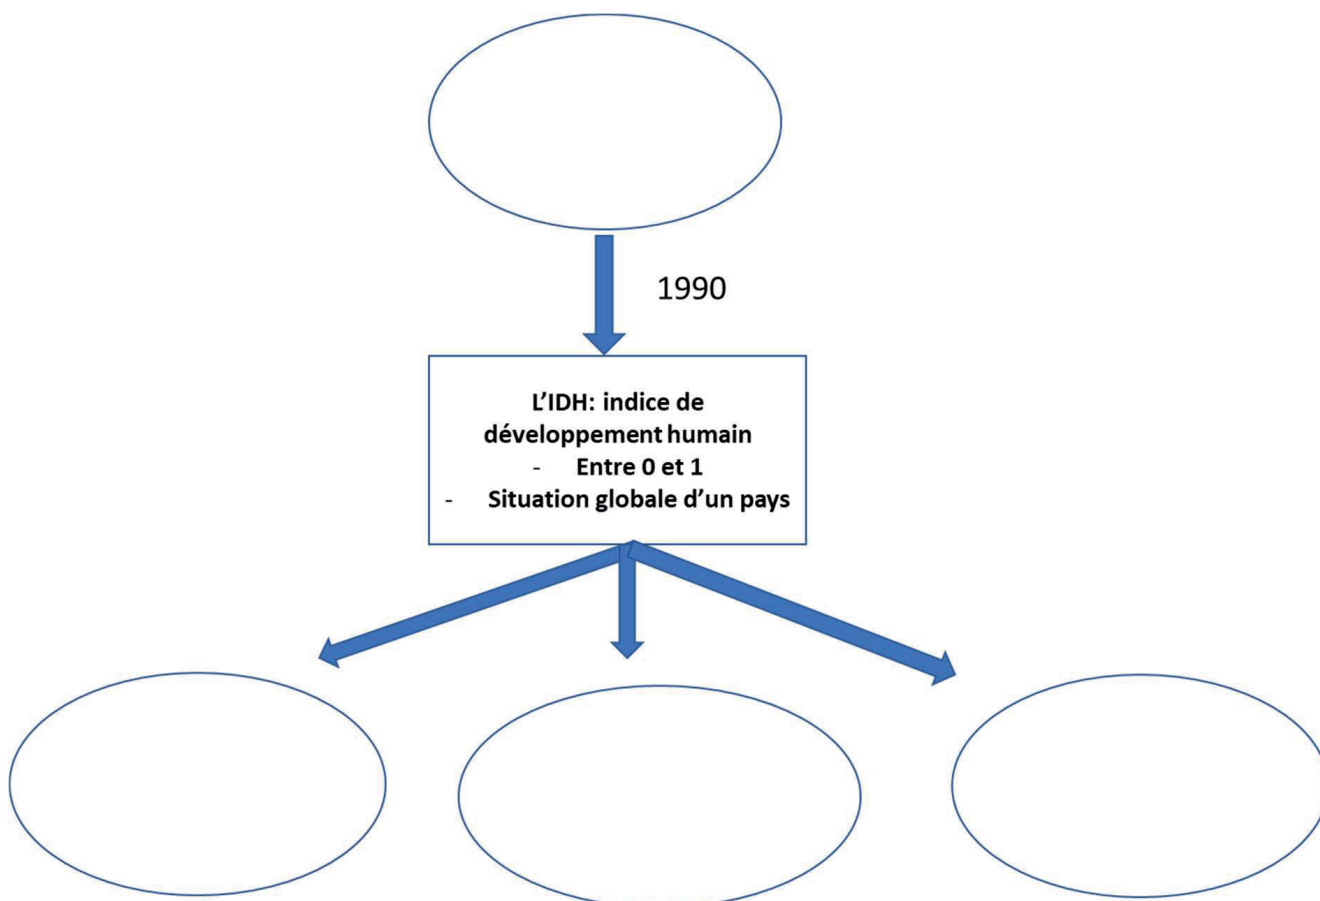 1990
L'IDH: indice de
développement humain
- Entre 0 et 1
- Situation globale d'un pays